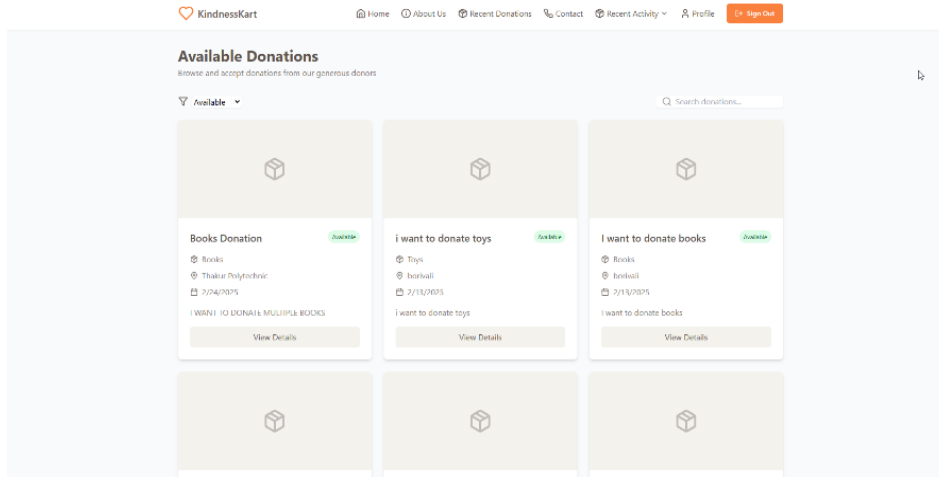 KindnessKart Home About Us Recent Donations Contact Recent Activity Profile Sign Out
Available Donations
Browse and accept donations from our generous donors
Available Search donations...
Books Donation Available
Books
Thakur Polytechnic
2/24/2025
I WANT TO DONATE MULTIPLE BOOKS
View Details
i want to donate toys Available
Toys
borivali
2/13/2025
i want to donate toys
View Details
I want to donate books Available
Books
borivali
2/13/2025
i want to donate books
View Details